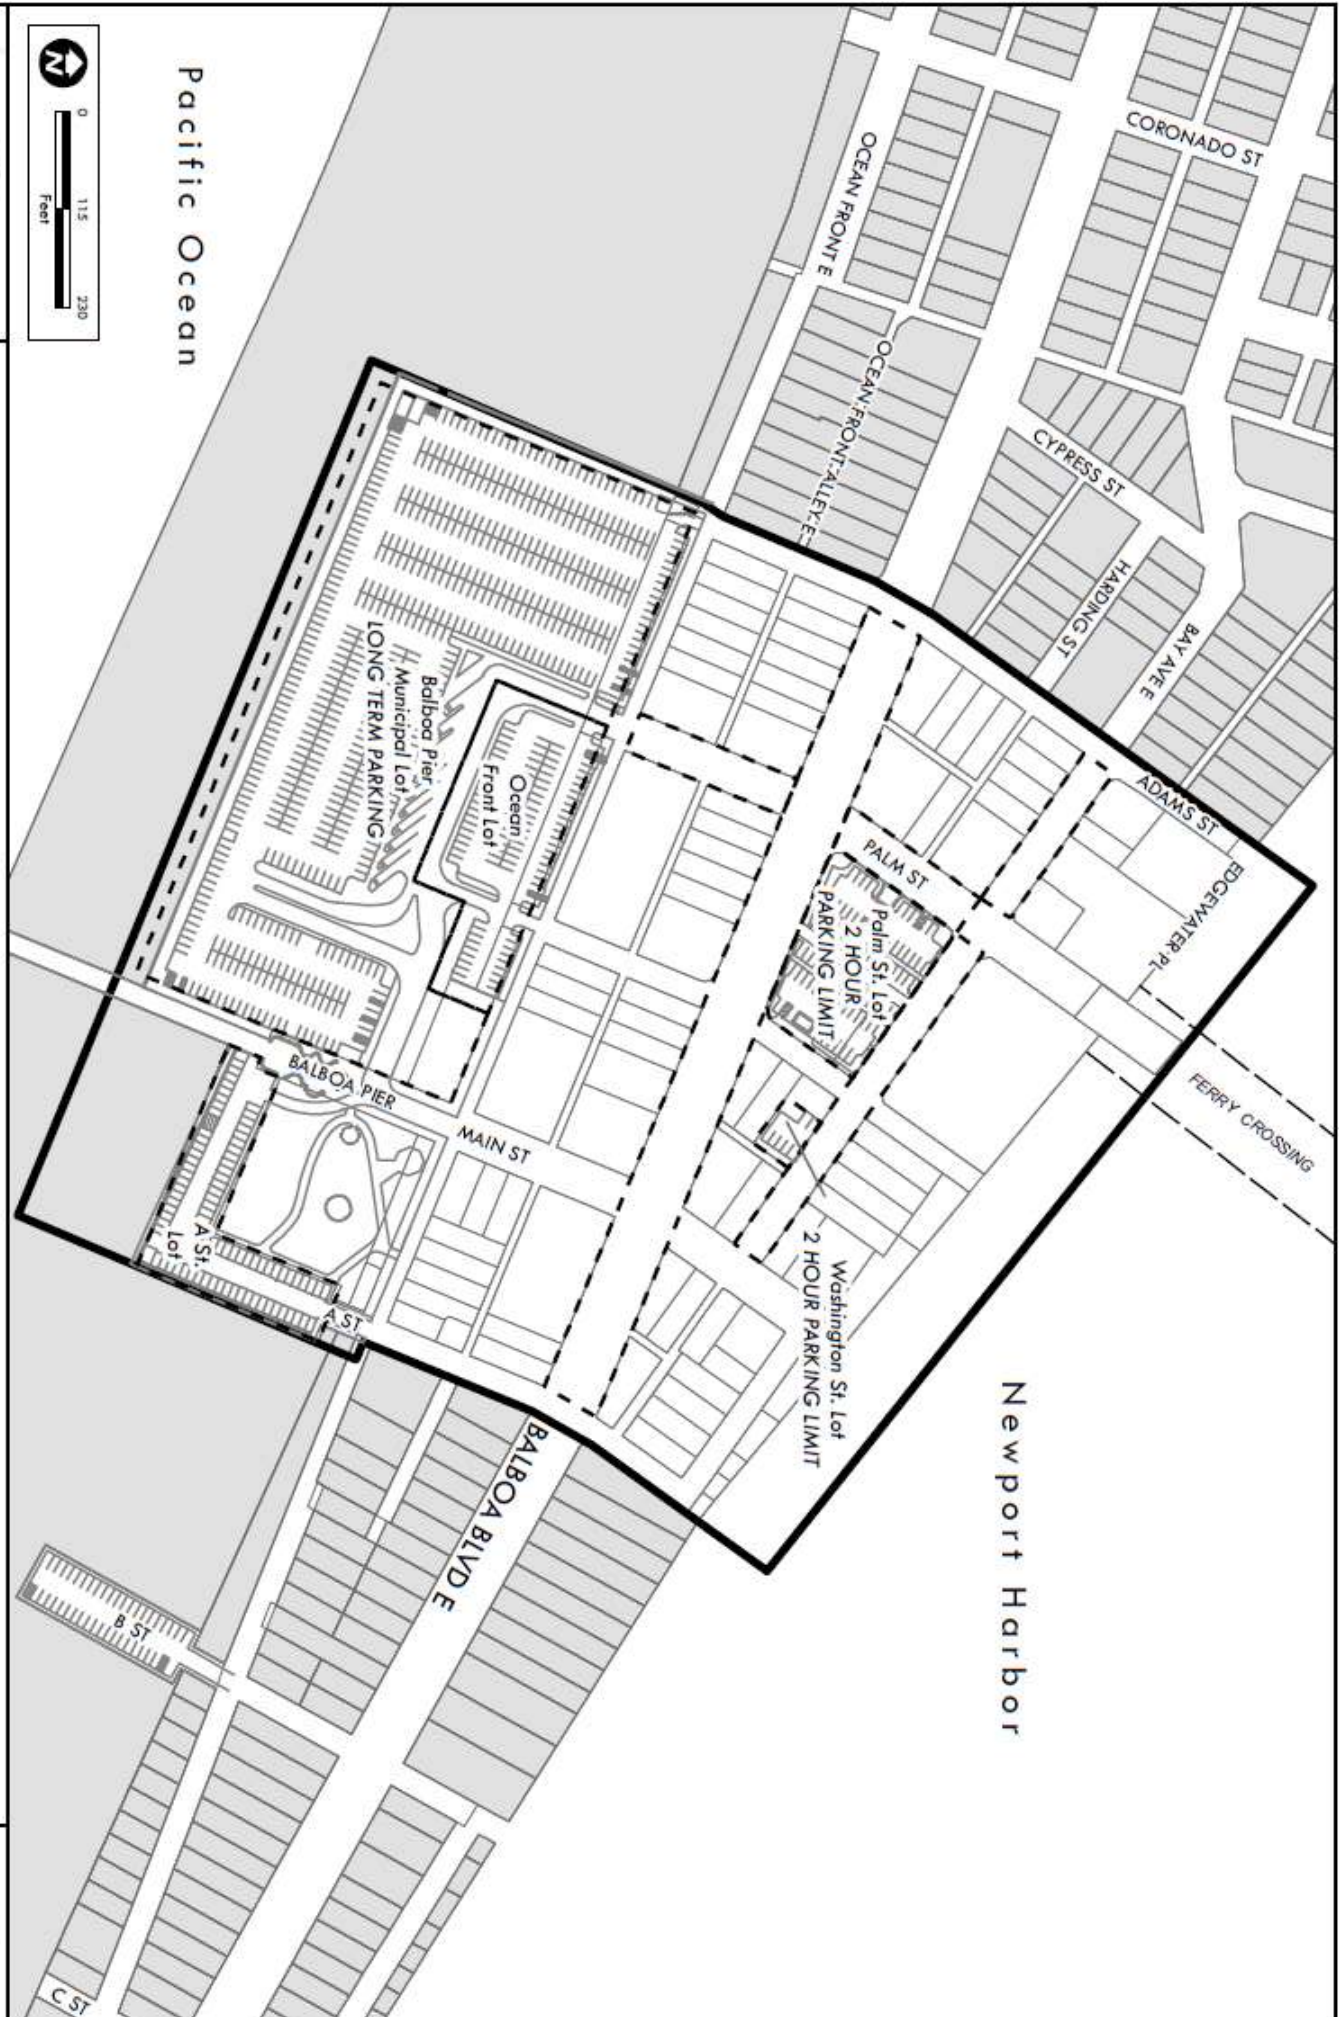 Newport Harbor
Pacific Ocean
FERRY CROSSING
EDGEWATER PL
ADAMS ST
BAY AVE E
HARDING ST
CYPRESS ST
CORONADO ST
OCEAN FRONT E
OCEAN FRONT ALLEY E
PALM ST
Palm St. Lot
2 HOUR
PARKING LIMIT
Washington St. Lot
2 HOUR PARKING LIMIT
Ocean
Front Lot
Balboa Pier
Municipal Lot
LONG TERM PARKING
BALBOA PIER
MAIN ST
A St.
Lot
A ST
BALBOA BLVD E
B ST
C ST
N
0 115 230
Feet